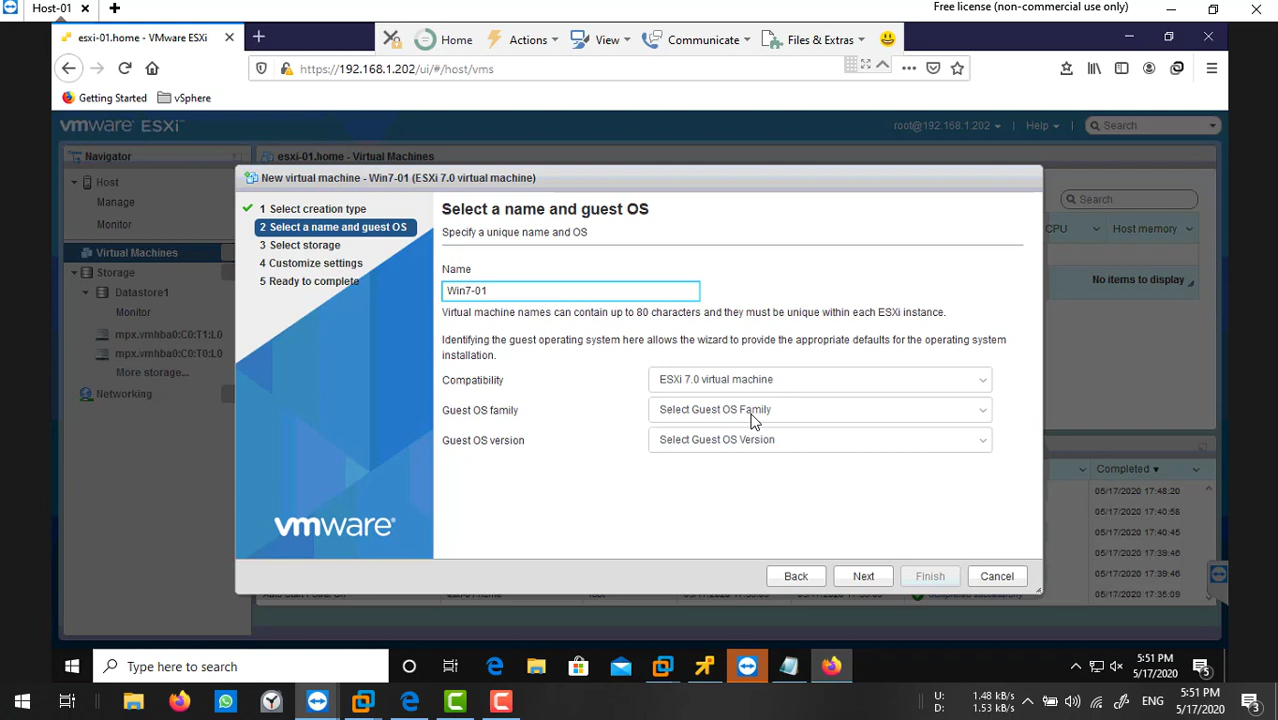 Host-01
Free license (non-commercial use only)
esxi-01.home - VMware ESXi
Home
Actions
View
Communicate
Files & Extras
https://192.168.1.202/ui/#/host/vms
Getting Started
vSphere
vmware ESXi
root@192.168.1.202
Help
Search
Navigator
esxi-01.home - Virtual Machines
Host
Manage
Monitor
Virtual Machines
Storage
Datastore1
Monitor
mpx.vmhba0:C0:T1:L0
mpx.vmhba0:C0:T0:L0
More storage...
Networking
Search
CPU
Host memory
No items to display
New virtual machine - Win7-01 (ESXi 7.0 virtual machine)
1 Select creation type
2 Select a name and guest OS
3 Select storage
4 Customize settings
5 Ready to complete
vmware
Select a name and guest OS
Specify a unique name and OS
Name
Win7-01
Virtual machine names can contain up to 80 characters and they must be unique within each ESXi instance.
Identifying the guest operating system here allows the wizard to provide the appropriate defaults for the operating system
installation.
Compatibility
ESXi 7.0 virtual machine
Guest OS family
Select Guest OS Family
Guest OS version
Select Guest OS Version
Back
Next
Finish
Cancel
Completed
05/17/2020 17:48:20
05/17/2020 17:40:58
05/17/2020 17:40:45
05/17/2020 17:39:46
05/17/2020 17:39:46
Type here to search
5:51 PM
5/17/2020
5
U: 1.48 kB/s
D: 1.53 kB/s
ENG
5:51 PM
5/17/2020
3